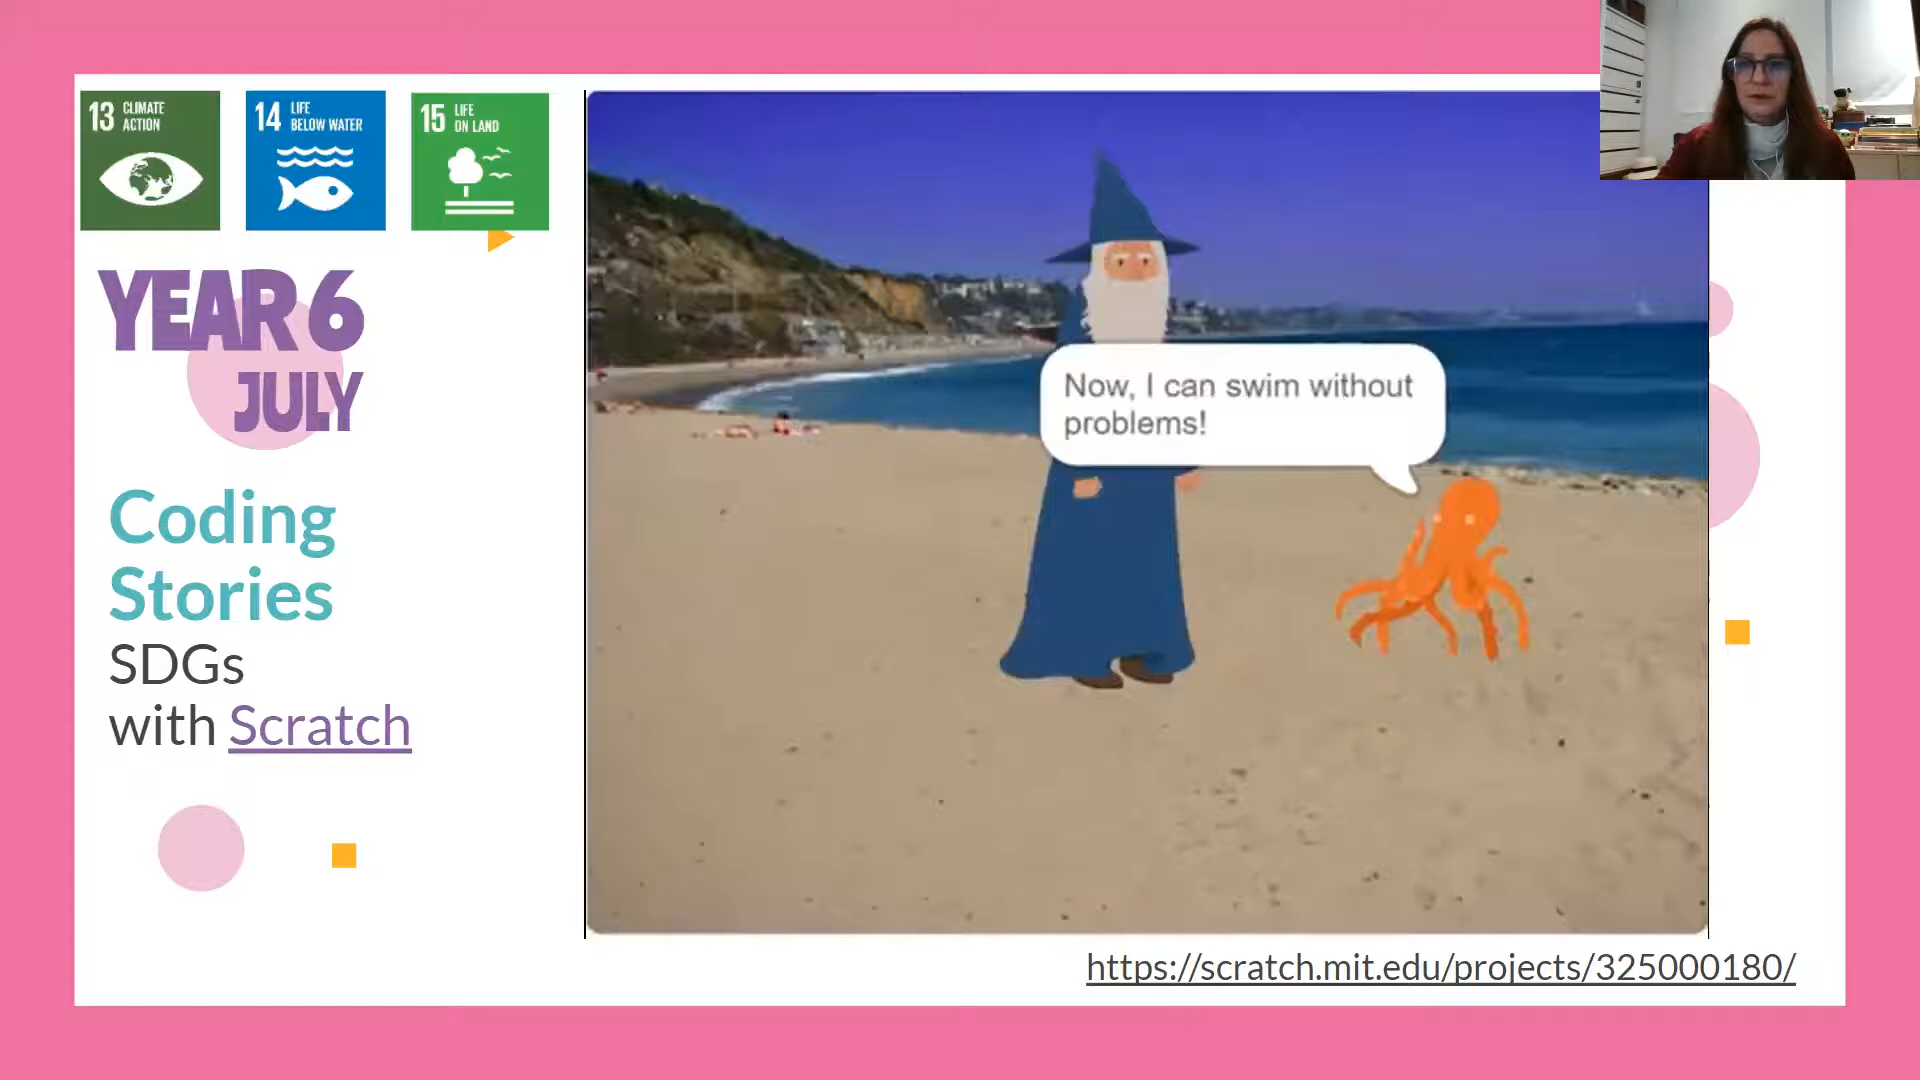 13 CLIMATE
ACTION
14 LIFE
BELOW WATER
15 LIFE
ON LAND
YEAR 6
JULY
Coding
Stories
SDGs
with Scratch
Now, I can swim without
problems!
https://scratch.mit.edu/projects/325000180/